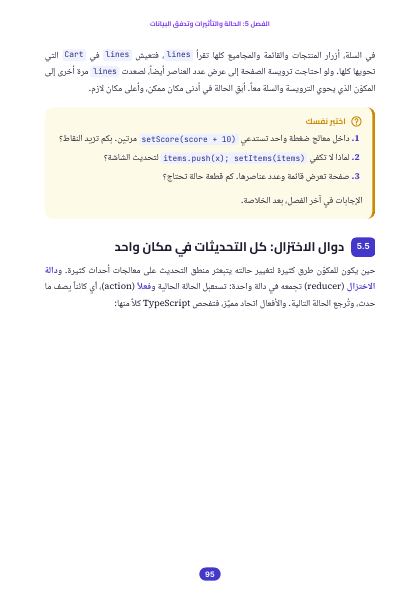 الفصل 5: الحالة والتأثيرات وتدفق البيانات
في السلة، أزرار المنتجات والقائمة والمجاميع كلها تقرأ lines، فتعيش lines في Cart التي
تحويها كلها. ولو احتاجت ترويسة الصفحة إلى عرض عدد العناصر أيضاً، لصعدت lines مرة أخرى إلى
المكوّن الذي يحوي الترويسة والسلة معاً. أبقِ الحالة في أدنى مكان ممكن، وأعلى مكان لازم.
اختبر نفسك
1. داخل معالج ضغطة واحد تستدعي setScore(score + 10) مرتين. بكم تزيد النقاط؟
2. لماذا لا تكفي items.push(x); setItems(items) لتحديث الشاشة؟
3. صفحة تعرض قائمة وعدد عناصرها. كم قطعة حالة تحتاج؟
الإجابات في آخر الفصل، بعد الخلاصة.
5.5 دوال الاختزال: كل التحديثات في مكان واحد
حين يكون للمكوّن طرق كثيرة لتغيير حالته يتبعثر منطق التحديث على معالجات أحداث كثيرة. ودالة
الاختزال (reducer) تجمعه في دالة واحدة: تستقبل الحالة الحالية وفعلاً (action)، أي كائناً يصف ما
حدث، وتُرجع الحالة التالية. والأفعال اتحاد مميّز، فتفحص TypeScript كلاً منها:
95